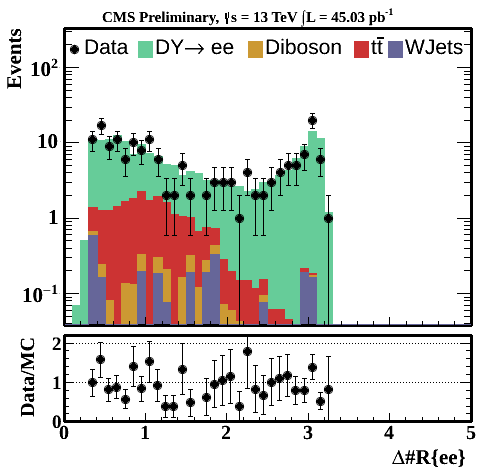 CMS Preliminary, √s = 13 TeV ∫L = 45.03 pb⁻¹
Events
Data DY→ ee Diboson tt̄ WJets
10²
10
1
10⁻¹
Data/MC
2
1
0
0 1 2 3 4 5
Δ#R{ee}